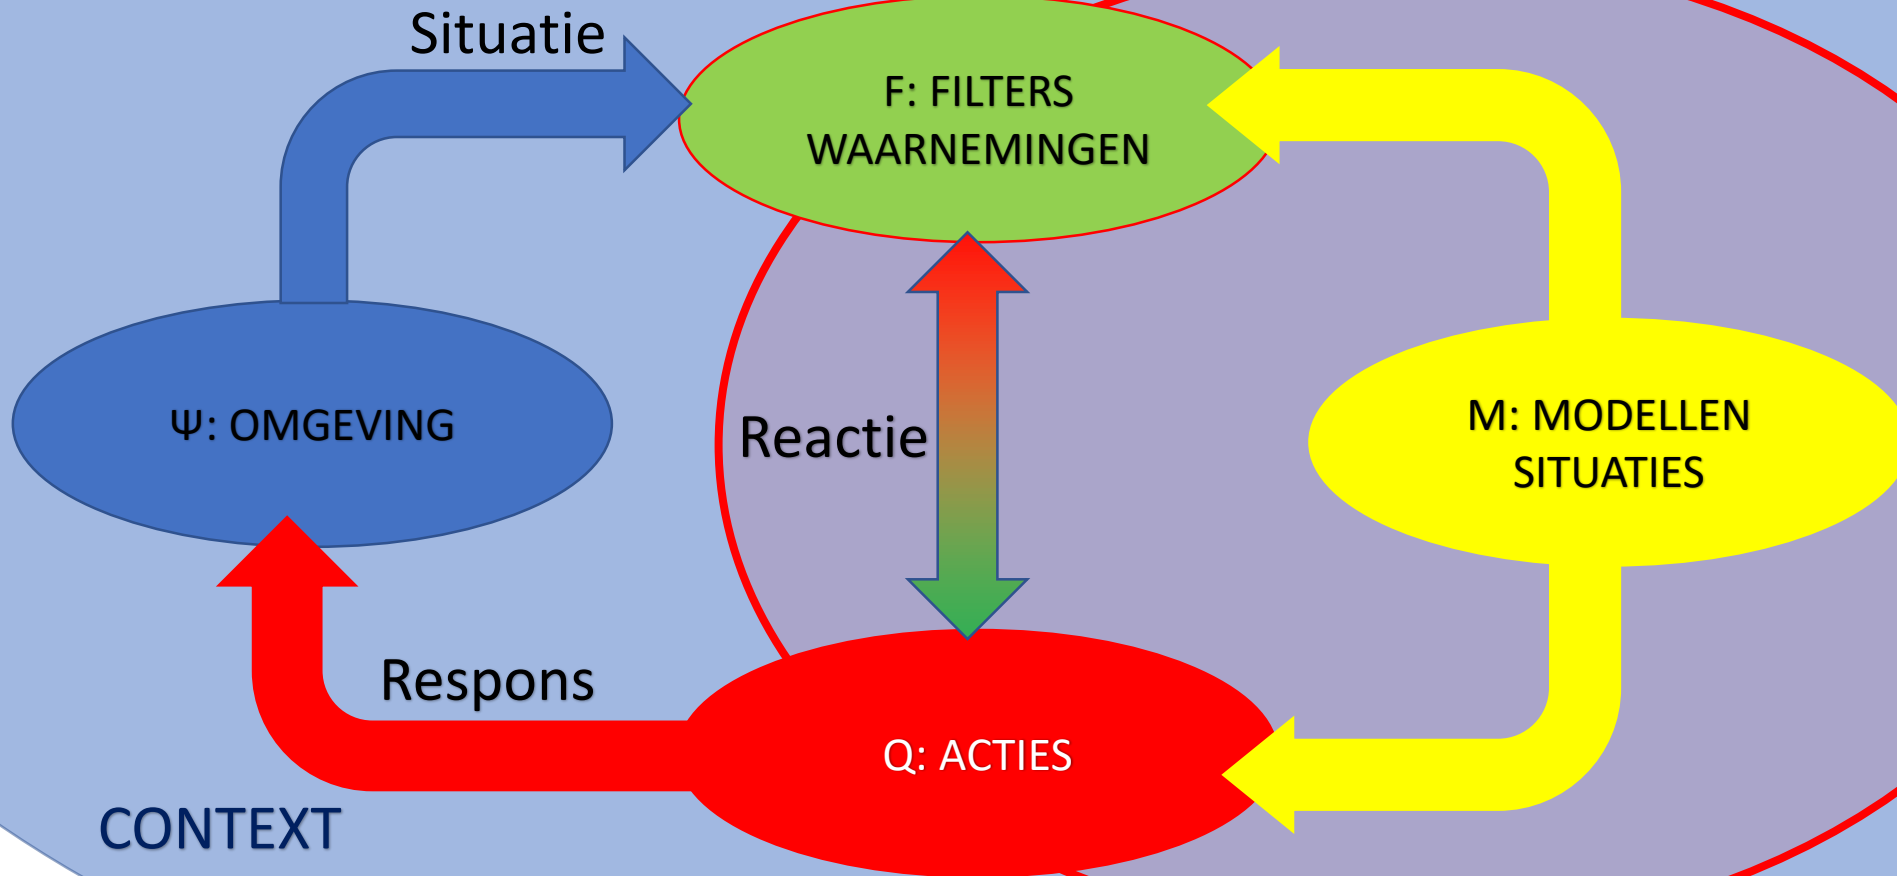 Situatie
F: FILTERS
WAARNEMINGEN
Ψ: OMGEVING
Reactie
M: MODELLEN
SITUATIES
Respons
Q: ACTIES
CONTEXT